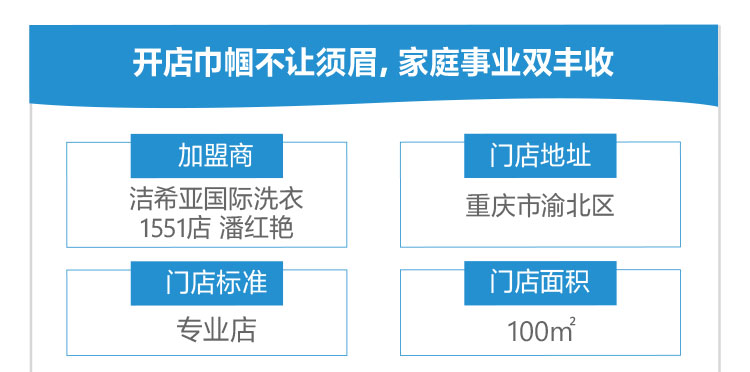 开店巾帼不让须眉, 家庭事业双丰收
加盟商
洁希亚国际洗衣
1551店 潘红艳
门店地址
重庆市渝北区
门店标准
专业店
门店面积
100㎡